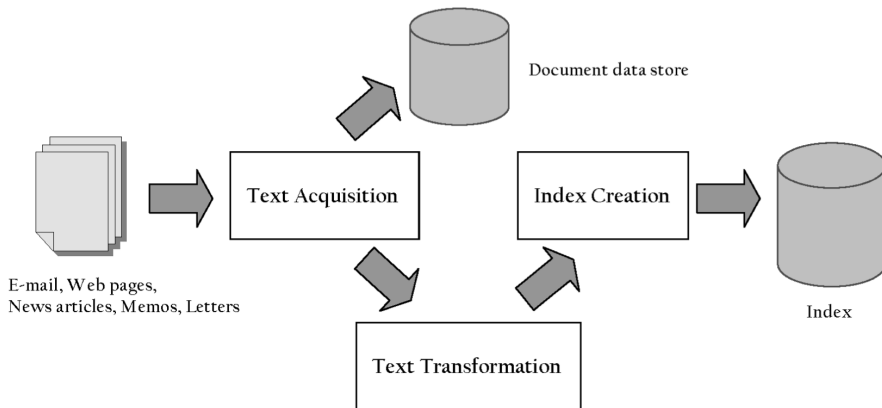 Document data store
Text Acquisition
Index Creation
E-mail, Web pages,
News articles, Memos, Letters
Index
Text Transformation